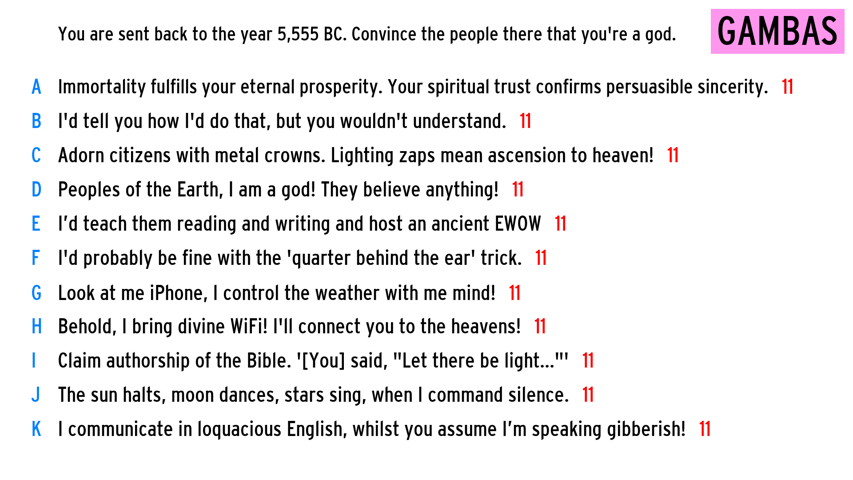 You are sent back to the year 5,555 BC. Convince the people there that you're a god.
GAMBAS
A Immortality fulfills your eternal prosperity. Your spiritual trust confirms persuasible sincerity. 11
B I'd tell you how I'd do that, but you wouldn't understand. 11
C Adorn citizens with metal crowns. Lighting zaps mean ascension to heaven! 11
D Peoples of the Earth, I am a god! They believe anything! 11
E I’d teach them reading and writing and host an ancient EWOW 11
F I'd probably be fine with the 'quarter behind the ear' trick. 11
G Look at me iPhone, I control the weather with me mind! 11
H Behold, I bring divine WiFi! I'll connect you to the heavens! 11
I Claim authorship of the Bible. '[You] said, "Let there be light..."' 11
J The sun halts, moon dances, stars sing, when I command silence. 11
K I communicate in loquacious English, whilst you assume I’m speaking gibberish! 11